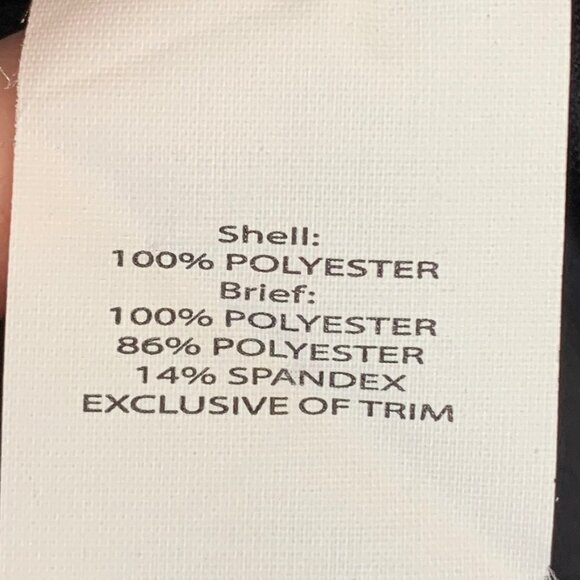 Shell:
100% POLYESTER
Brief:
100% POLYESTER
86% POLYESTER
14% SPANDEX
EXCLUSIVE OF TRIM